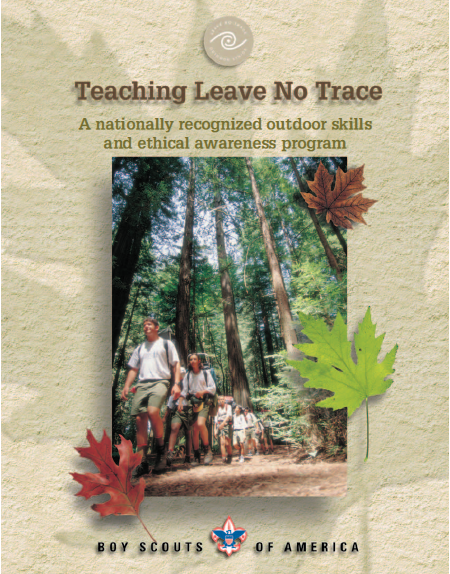 Teaching Leave No Trace
A nationally recognized outdoor skills
and ethical awareness program
BOY SCOUTS OF AMERICA